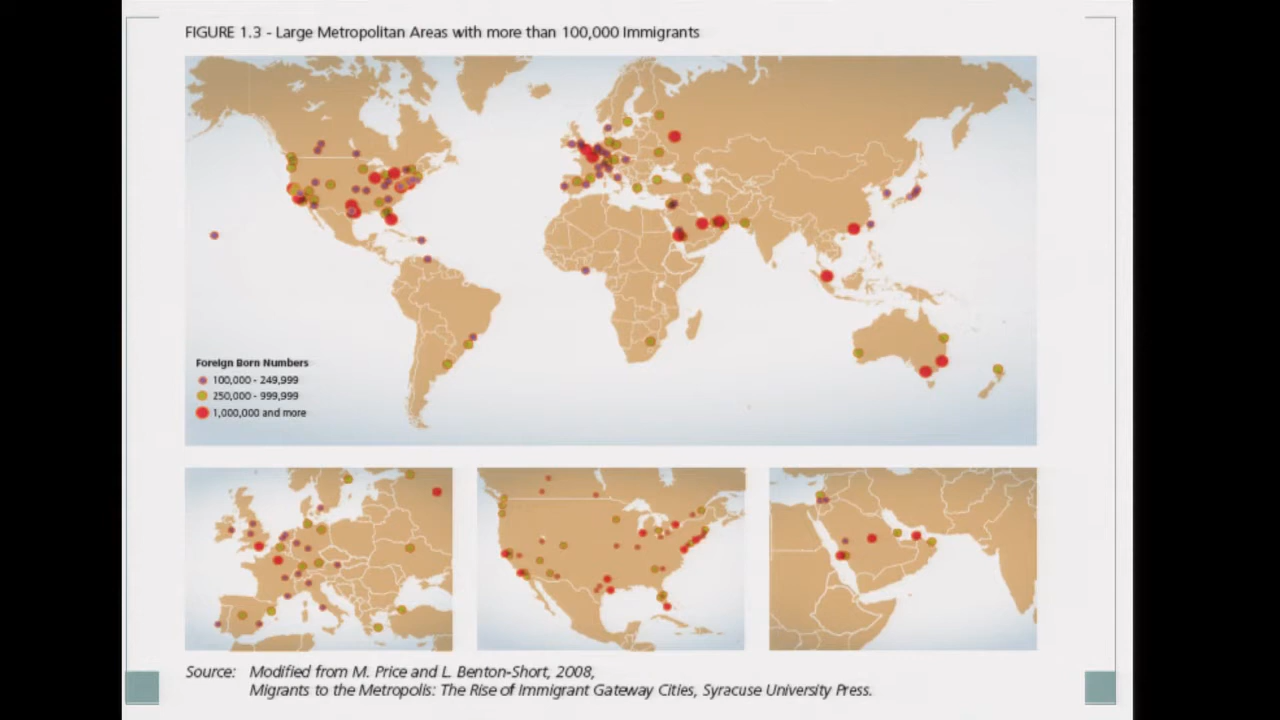 FIGURE 1.3 - Large Metropolitan Areas with more than 100,000 Immigrants
Foreign Born Numbers
100,000 - 249,999
250,000 - 999,999
1,000,000 and more
Source: Modified from M. Price and L. Benton-Short, 2008,
Migrants to the Metropolis: The Rise of Immigrant Gateway Cities, Syracuse University Press.